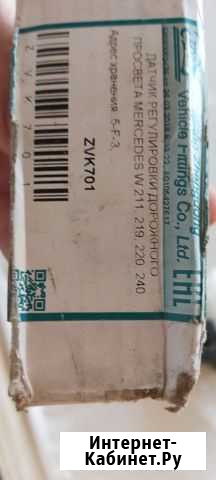 Vehicle Fittings Co., Ltd.
EAC
ДАТЧИК РЕГУЛИРОВКИ ДОРОЖНОГО
ПРОСВЕТА MERCEDES W 211, 219, 220, 240
Адрес хранения: 5-F-3,
ZVK701
ZVK701
Интернет-
Кабинет.Ру